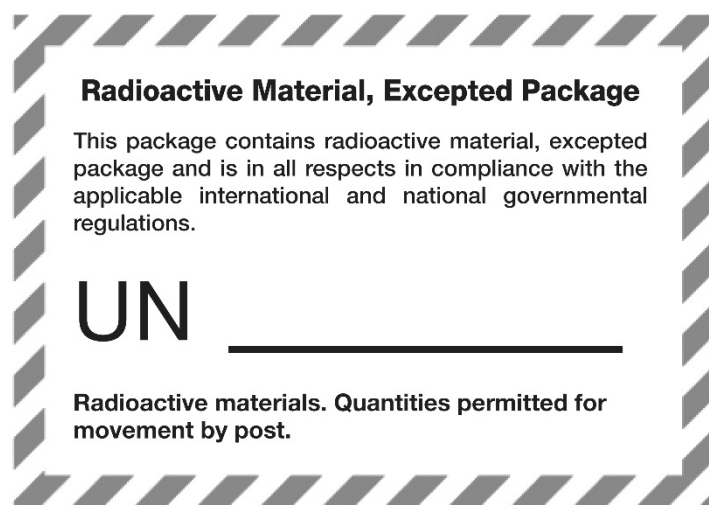 Radioactive Material, Excepted Package
This package contains radioactive material, excepted
package and is in all respects in compliance with the
applicable international and national governmental
regulations.
UN
Radioactive materials. Quantities permitted for
movement by post.